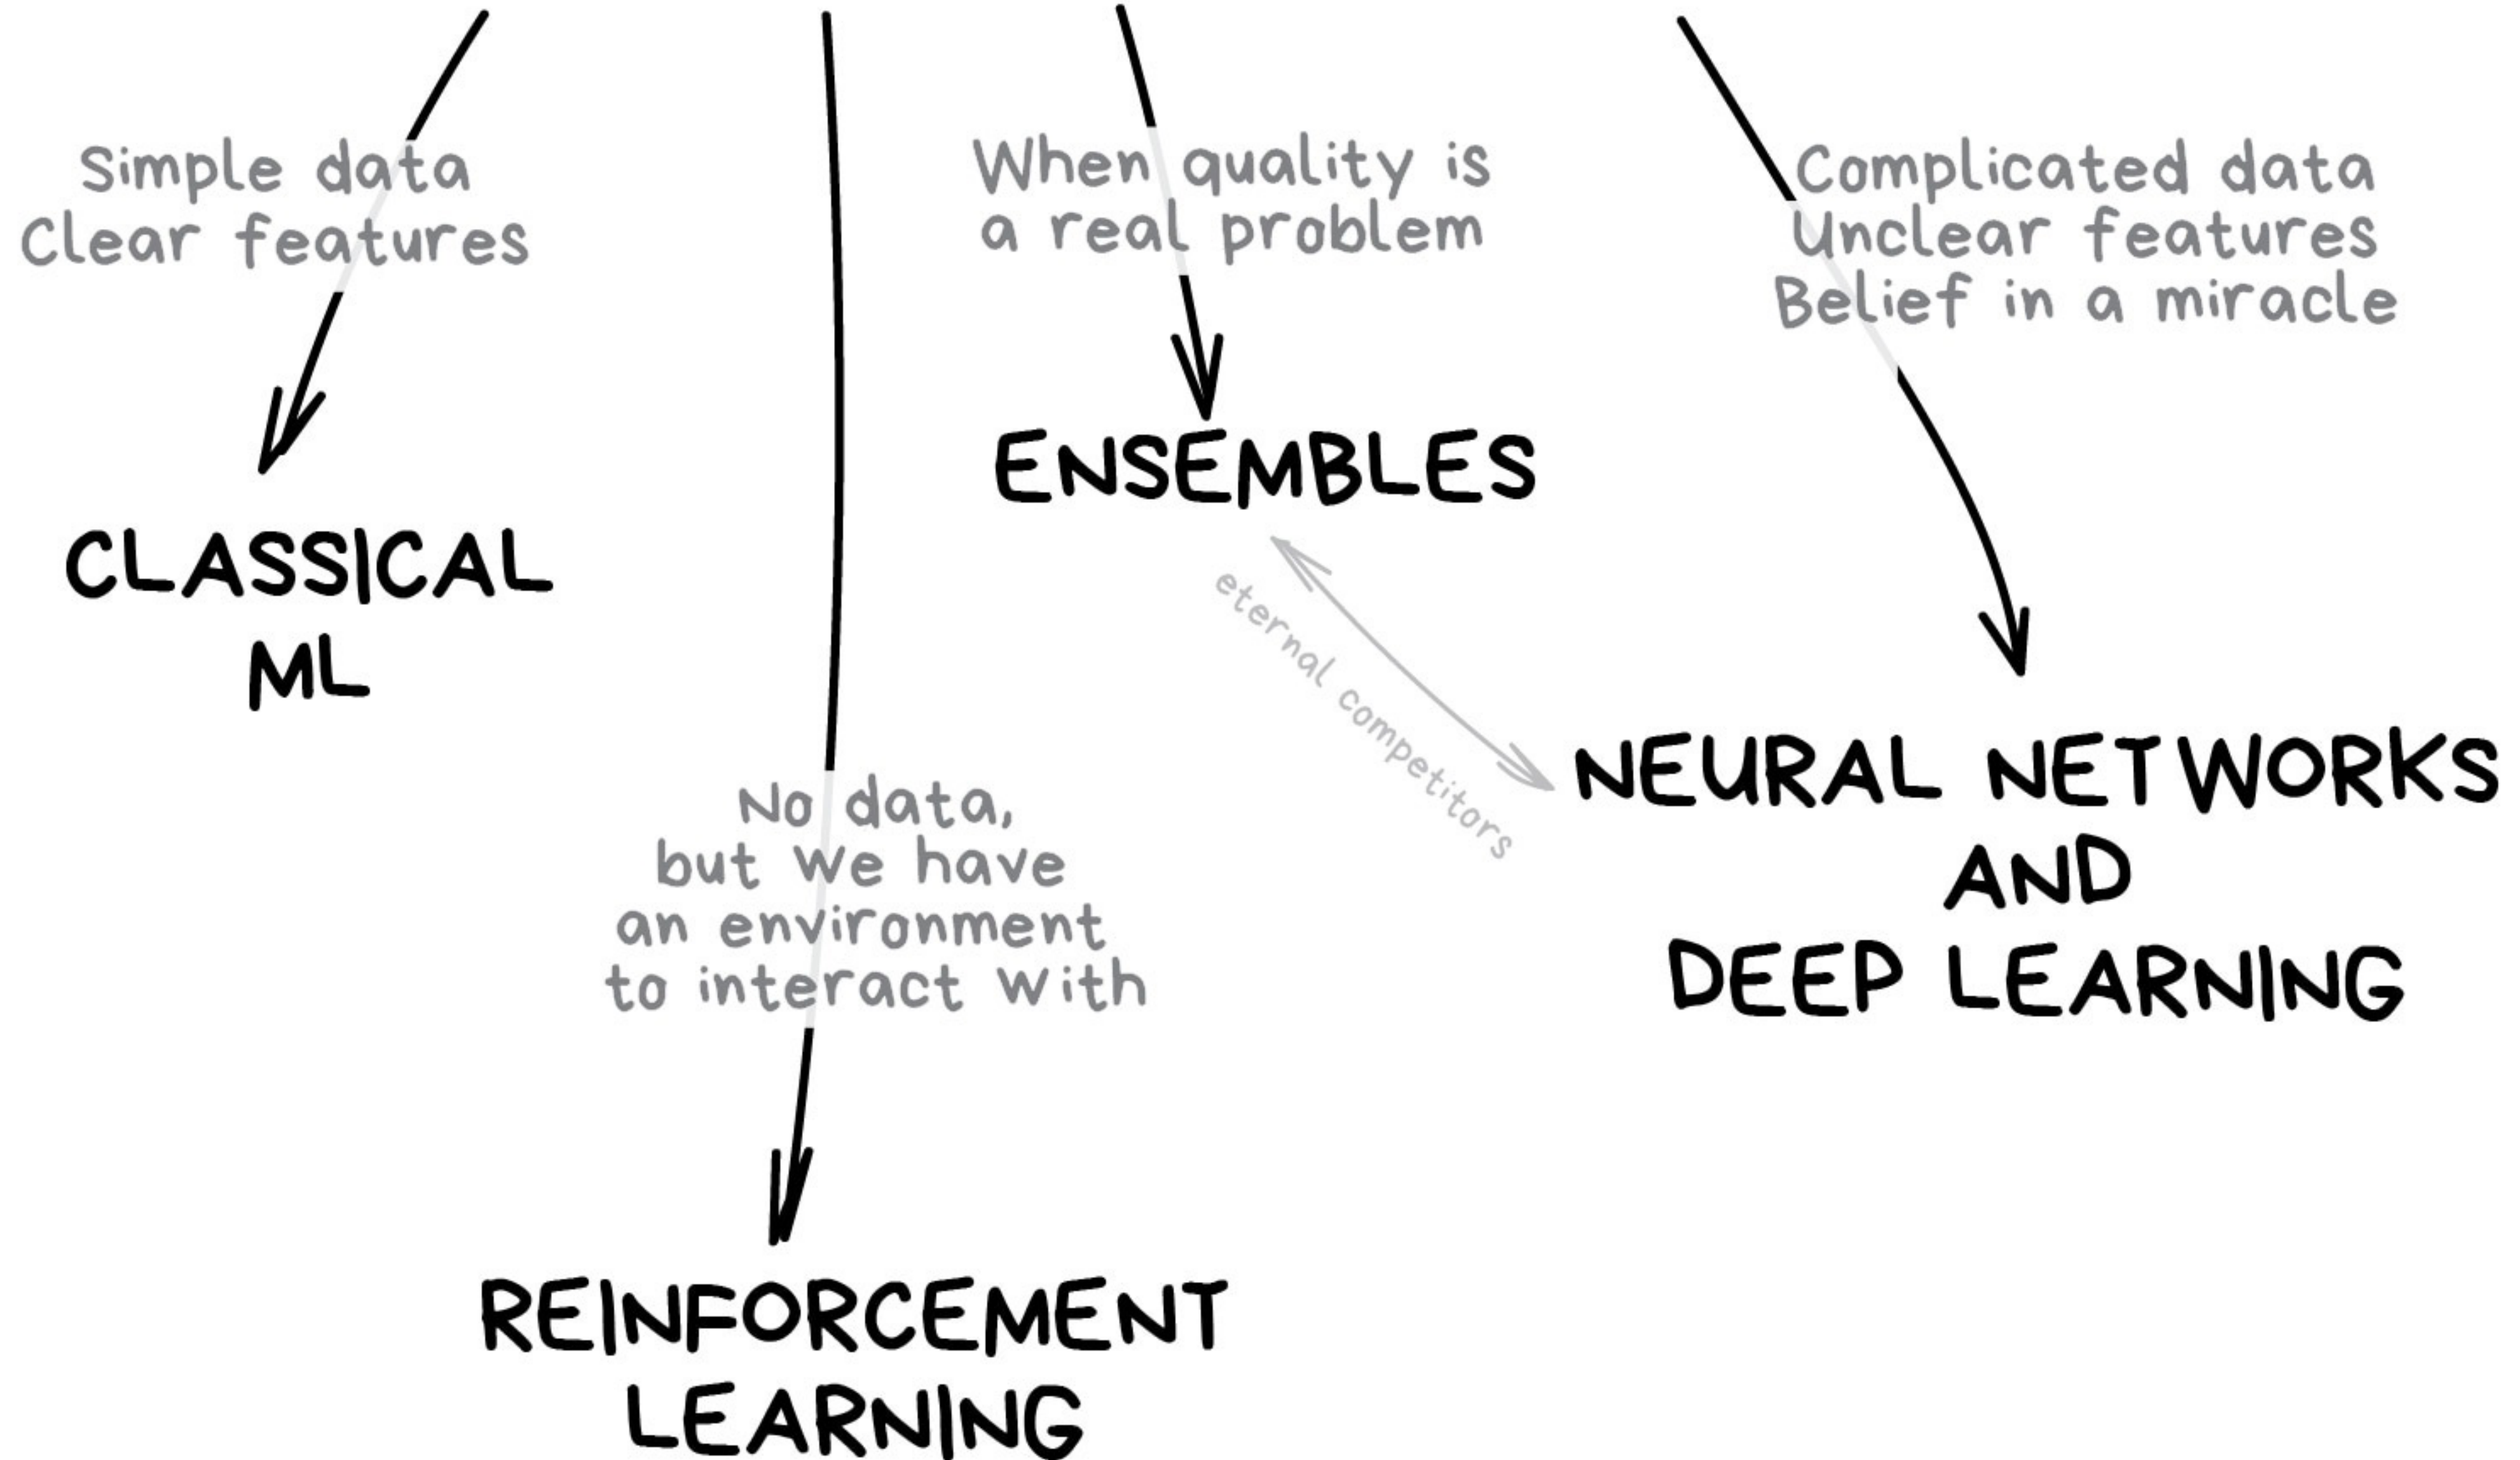 Simple data
Clear features
CLASSICAL
ML
No data,
but we have
an environment
to interact with
REINFORCEMENT
LEARNING
When quality is
a real problem
ENSEMBLES
eternal competitors
Complicated data
Unclear features
Belief in a miracle
NEURAL NETWORKS
AND
DEEP LEARNING